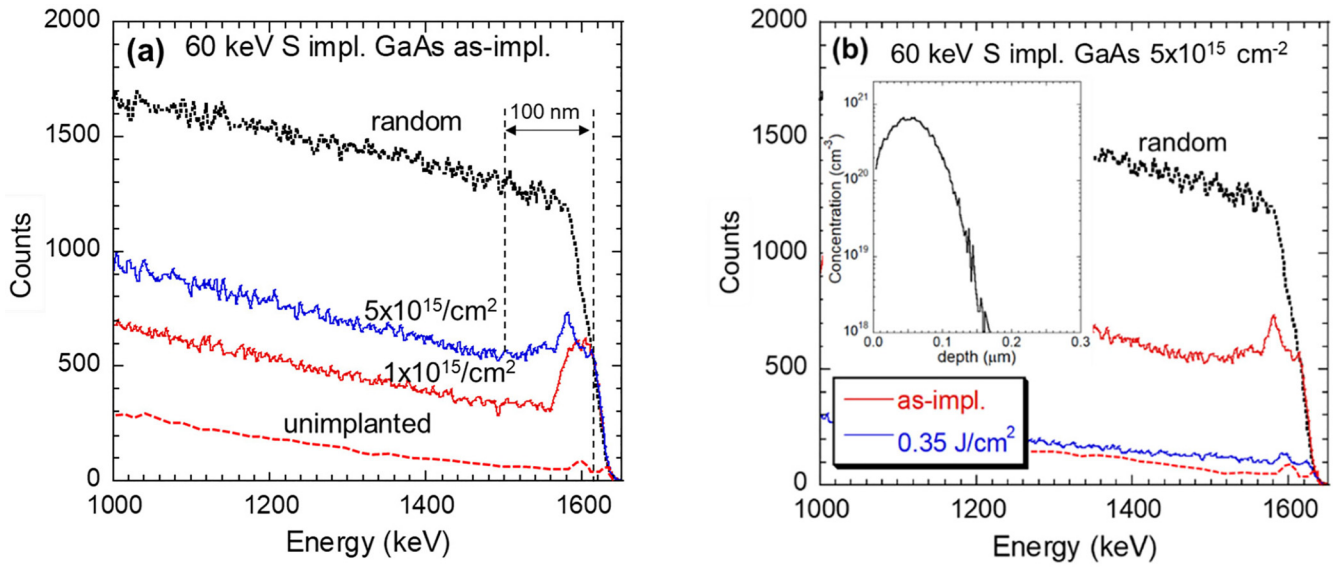 (a) 60 keV S impl. GaAs as-impl.
2000
1500
1000
500
0
Counts
random
100 nm
5x10¹⁵/cm²
1x10¹⁵/cm²
unimplanted
1000
1200
1400
1600
Energy (keV)
(b) 60 keV S impl. GaAs 5x10¹⁵ cm⁻²
2000
1500
1000
500
0
Counts
random
10²¹
10²⁰
10¹⁹
10¹⁸
Concentration (cm⁻³)
0.0
0.1
0.2
0.3
depth (μm)
as-impl.
0.35 J/cm²
1000
1200
1400
1600
Energy (keV)